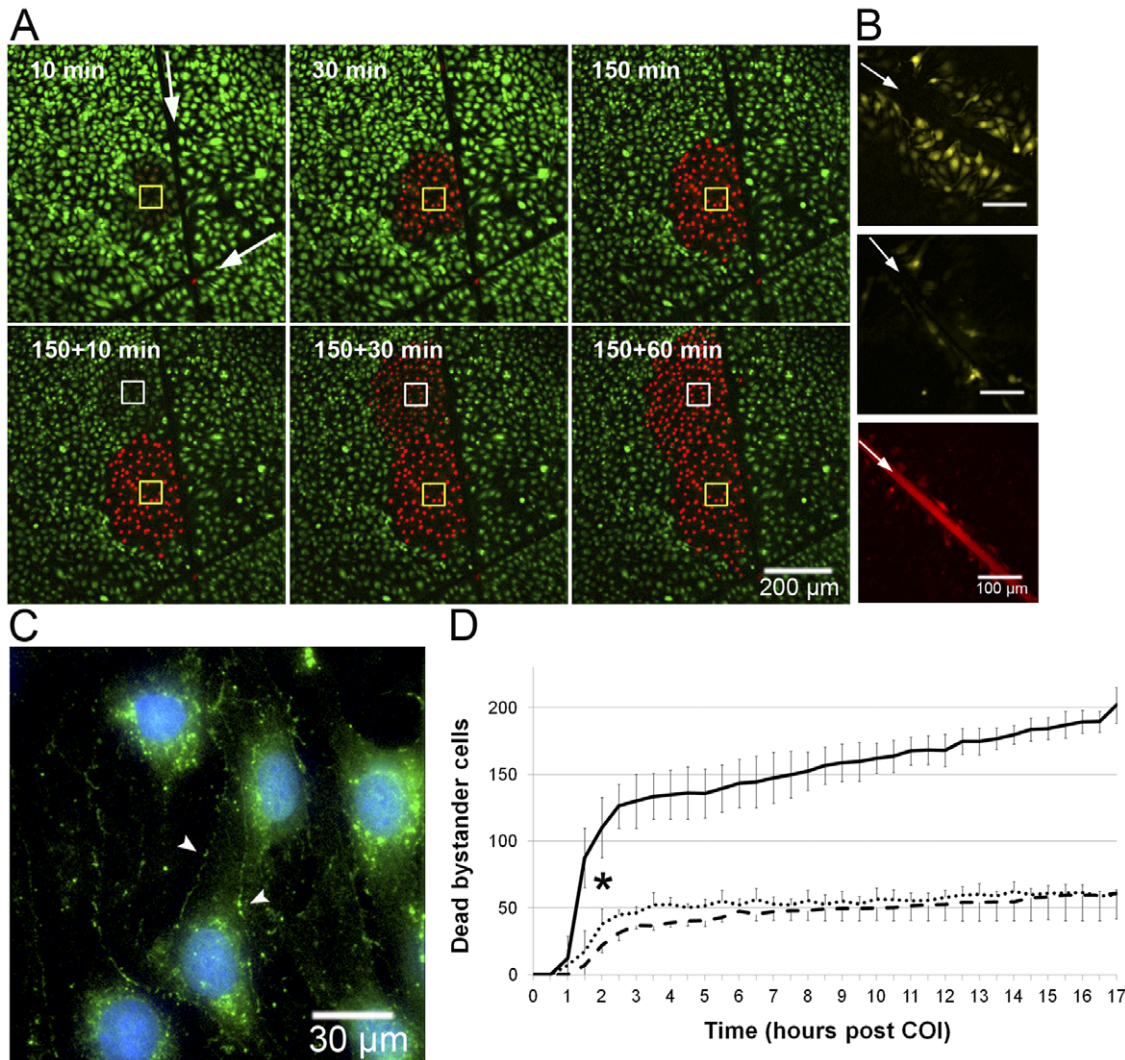 A
10 min
30 min
150 min
150+10 min
150+30 min
150+60 min
200 µm
B
100 µm
C
30 µm
D
Dead bystander cells
200
150
100
50
0
*
0 1 2 3 4 5 6 7 8 9 10 11 12 13 14 15 16 17
Time (hours post COI)